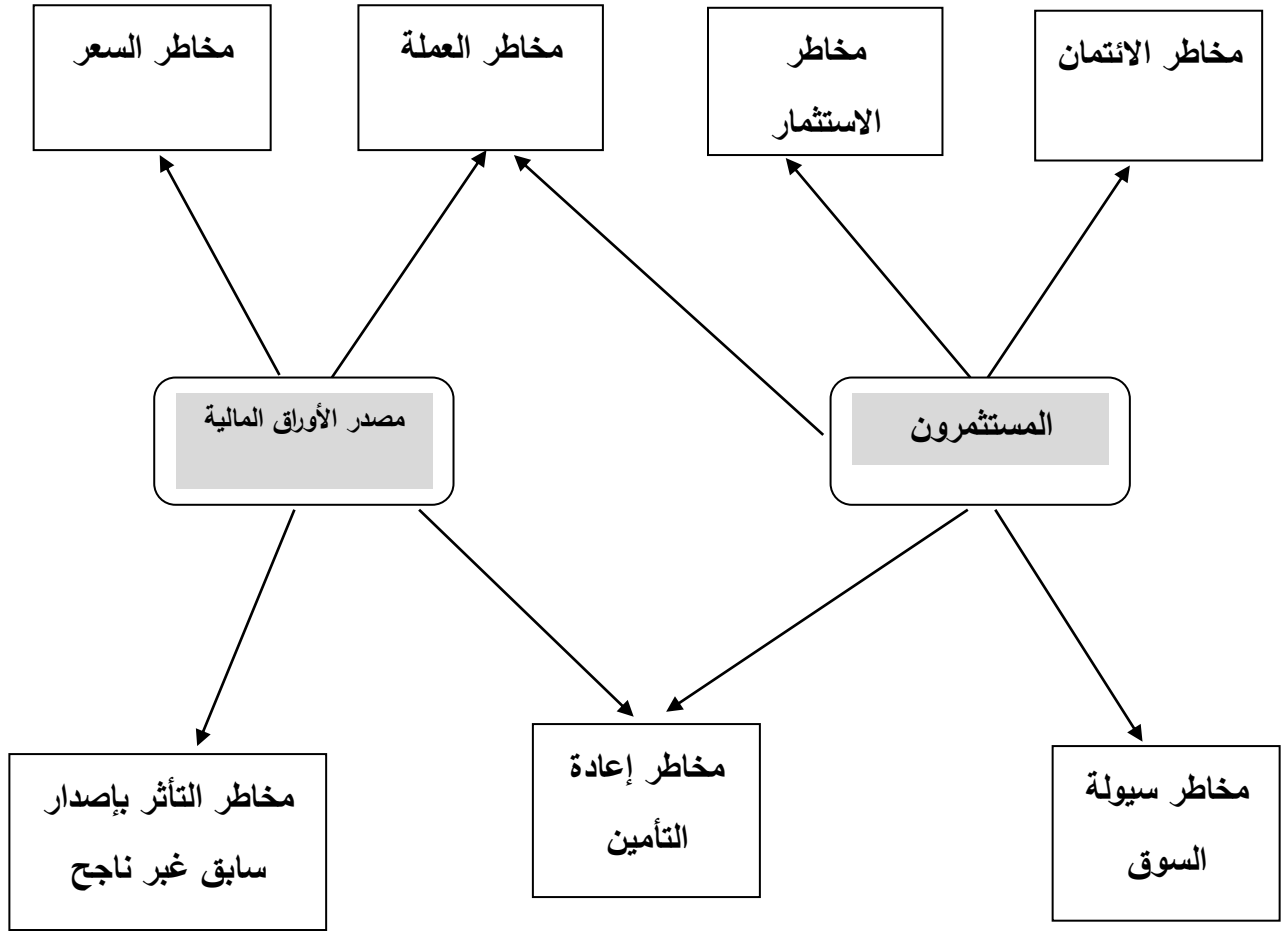 مخاطر الائتمان
مخاطر
الاستثمار
مخاطر العملة
مخاطر السعر
المستثمرون
مصدر الأوراق المالية
مخاطر سيولة
السوق
مخاطر إعادة
التأمين
مخاطر التأثر بإصدار
سابق غبر ناجح